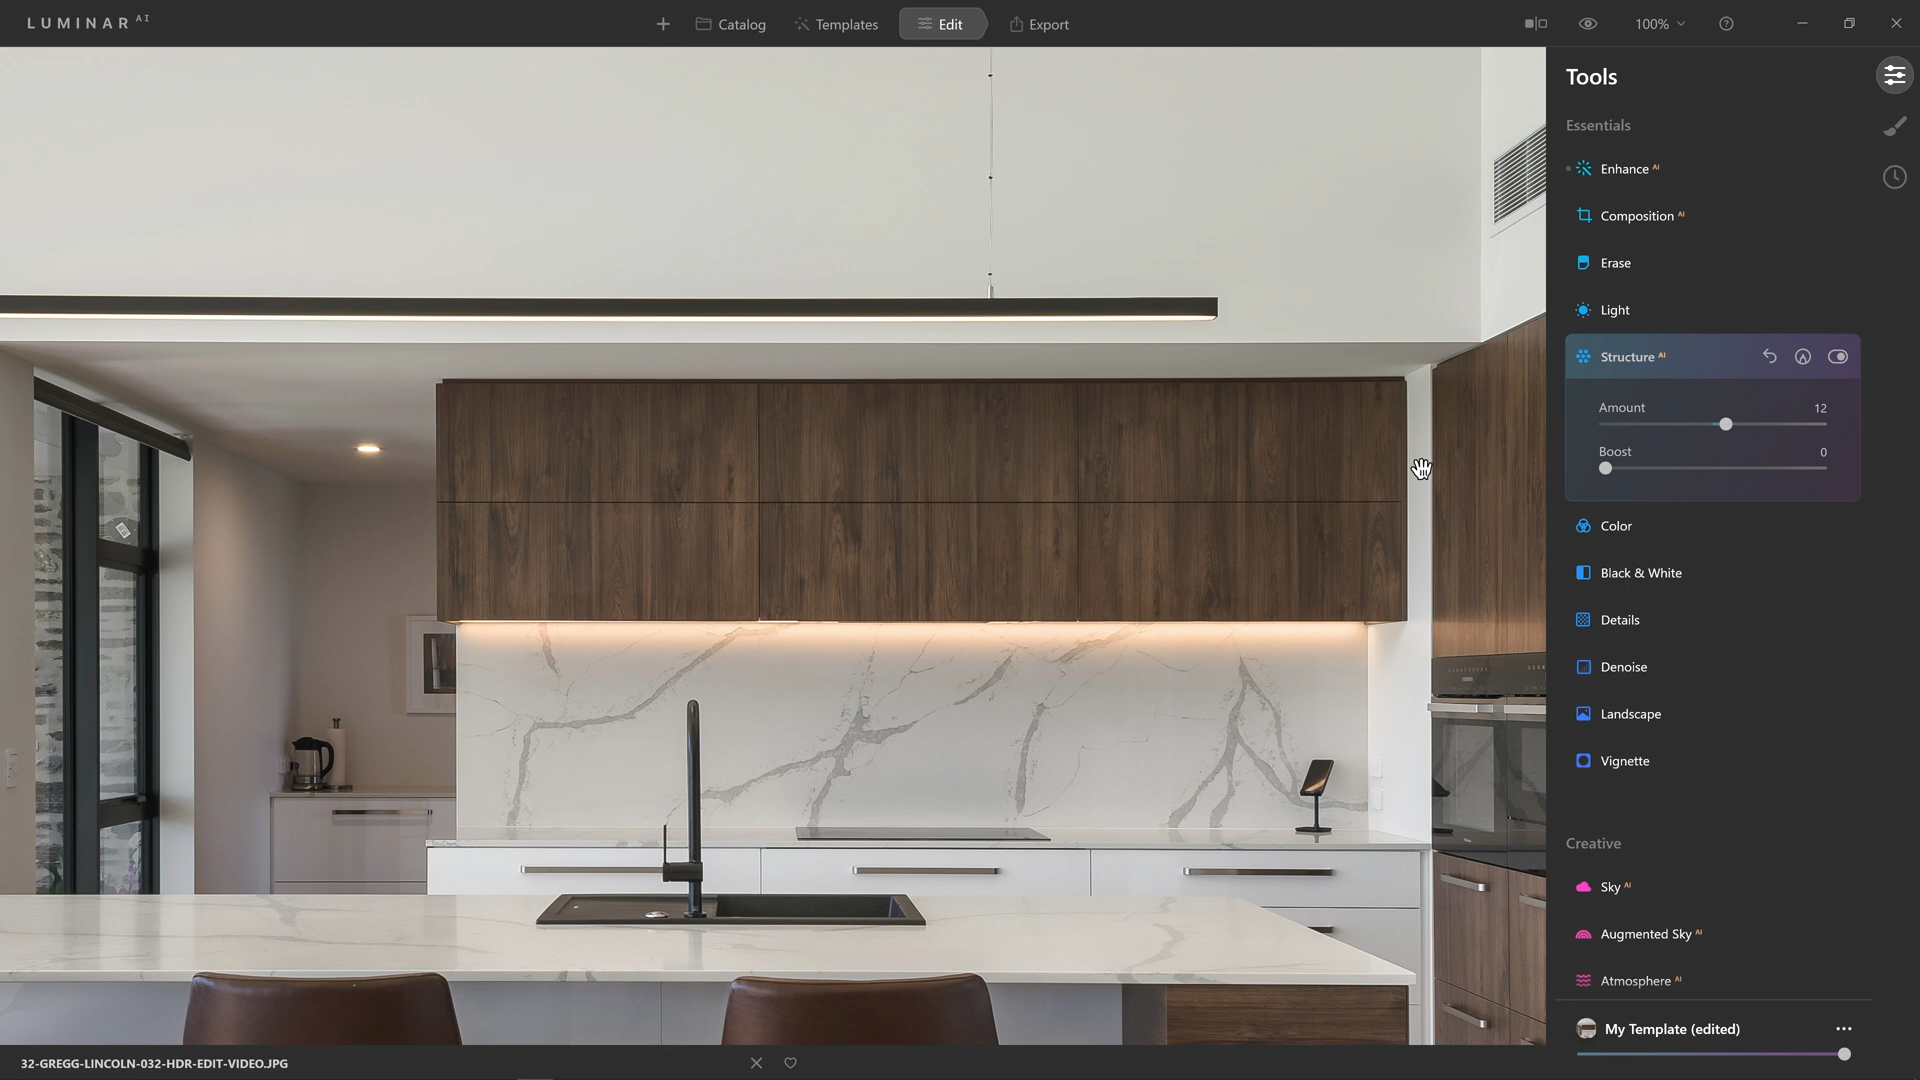 LUMINAR AI
Catalog
Templates
Edit
Export
100%
Tools
Essentials
Enhance AI
Composition AI
Erase
Light
Structure AI
Amount 12
Boost 0
Color
Black & White
Details
Denoise
Landscape
Vignette
Creative
Sky AI
Augmented Sky AI
Atmosphere AI
My Template (edited)
32-GREGG-LINCOLN-032-HDR-EDIT-VIDEO.JPG